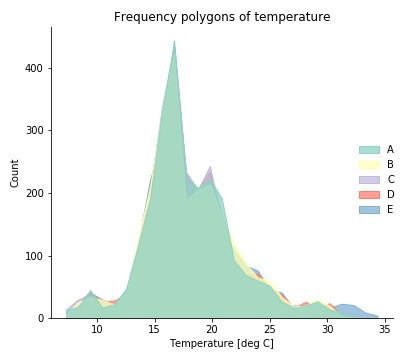 Frequency polygons of temperature
Count
400
300
200
100
0
10
15
20
25
30
35
Temperature [deg C]
A
B
C
D
E